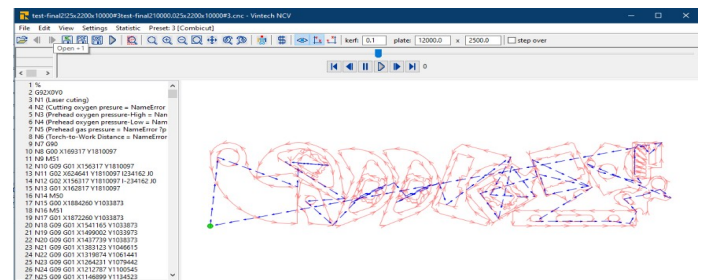 test-final2!25x2200x10000#3test-final210000,025x2200x10000#3.cnc - Vintech NCV
File Edit View Settings Statistic Preset: 3 [Combicut]
kerf: 0.1 plate: 12000.0 x 2500.0 step over
Open = 1
0
1 %
2 G92X0Y0
3 N1 (Laser cuting)
4 N2 (Cutting oxygen presure = NameError
5 N3 (Prehead oxygen pressure-High = Nam
6 N4 (Prehead oxygen pressure-Low = Nam
7 N5 (Prehead gas pressure = NameError ?p
8 N6 (Torch-to-Work Distance = NameError
9 N7 G90
10 N8 G00 X169317 Y1810097
11 N9 M51
12 N10 G09 G01 X156317 Y1810097
13 N11 G02 X624641 Y1810097 I234162 J0
14 N12 G02 X156317 Y1810097 I-234162 J0
15 N13 G01 X162817 Y1810097
16 N14 M50
17 N15 G00 X1884260 Y1033873
18 N16 M51
19 N17 G01 X1872260 Y1033873
20 N18 G09 G01 X1541165 Y1033873
21 N19 G09 G01 X1499002 Y1033973
22 N20 G09 G01 X1437739 Y1038373
23 N21 G09 G01 X1383123 Y1046615
24 N22 G09 G01 X1319874 Y1061441
25 N23 G09 G01 X1264231 Y1079442
26 N24 G09 G01 X1212787 Y1100545
27 N25 G09 G01 X1146899 Y1134523